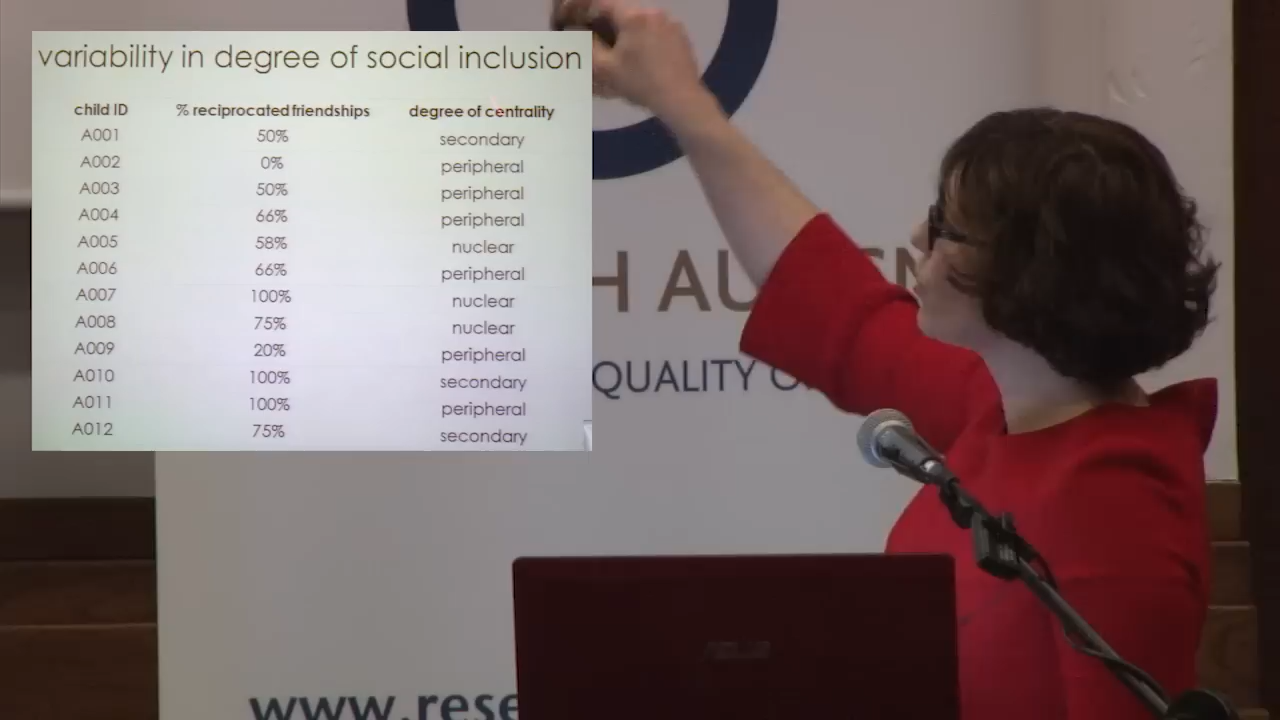 variability in degree of social inclusion
child ID % reciprocated friendships degree of centrality
A001 50% secondary
A002 0% peripheral
A003 50% peripheral
A004 66% peripheral
A005 58% nuclear
A006 66% peripheral
A007 100% nuclear
A008 75% nuclear
A009 20% peripheral
A010 100% secondary
A011 100% peripheral
A012 75% secondary
H AU
QUALITY O
www.rese